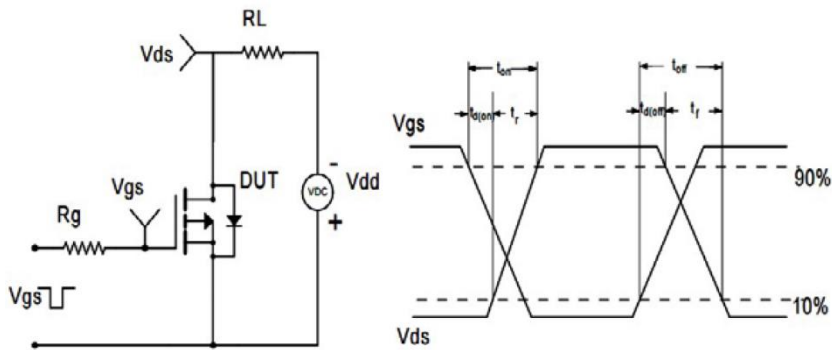 RL
Vds
Vgs
DUT
-
VDC
Vdd
+
Rg
Vgs
ton
toff
td(on)
tr
td(off)
tf
Vgs
90%
10%
Vds